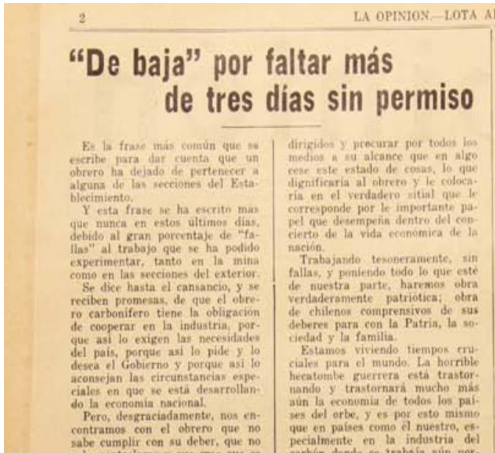 2
LA OPINION.—LOTA
“De baja” por faltar más
de tres días sin permiso
Es la frase más común que se
escribe para dar cuenta que un
obrero ha dejado de pertenecer a
alguna de las secciones del Esta-
blecimiento.
Y esta frase se ha escrito mas
que nunca en estos últimos días,
debido al gran porcentaje de “fa-
llas” al trabajo que se ha podido
experimentar, tanto en la mina
como en las secciones del exterior.
Se dice hasta el cansancio, y se
reciben promesas, de que el obre-
ro carbonífero tiene la obligación
de cooperar en la industria, por-
que así lo exigen las necesidades
del país, porque así lo pide y lo
desea el Gobierno y porque así lo
aconsejan las circunstancias espe-
ciales en que se está desarrollan-
do la economía nacional.
Pero, desgraciadamente, nos en-
contramos con el obrero que no
sabe cumplir con su deber, que no
dirigidos y procurar por todos los
medios a su alcance que en algo
cese este estado de cosas, lo que
dignificaría al obrero y le coloca-
ría en el verdadero sitial que le
corresponde por le importante pa-
pel que desempeña dentro del con-
cierto de la vida económica de la
nación.
Trabajando tesoneramente, sin
fallas, y poniendo todo lo que esté
de nuestra parte, haremos obra
verdaderamente patriótica; obra
de chilenos comprensivos de sus
deberes para con la Patria, la so-
ciedad y la familia.
Estamos viviendo tiempos cru-
ciales para el mundo. La horrible
hecatombe guerrera está trastor-
nando y trastornará mucho más
aún la economía de todos los paí-
ses del orbe, y es por esto mismo
que en países como el nuestro, es-
pecialmente en la industria del
carbón donde se trabaja aún